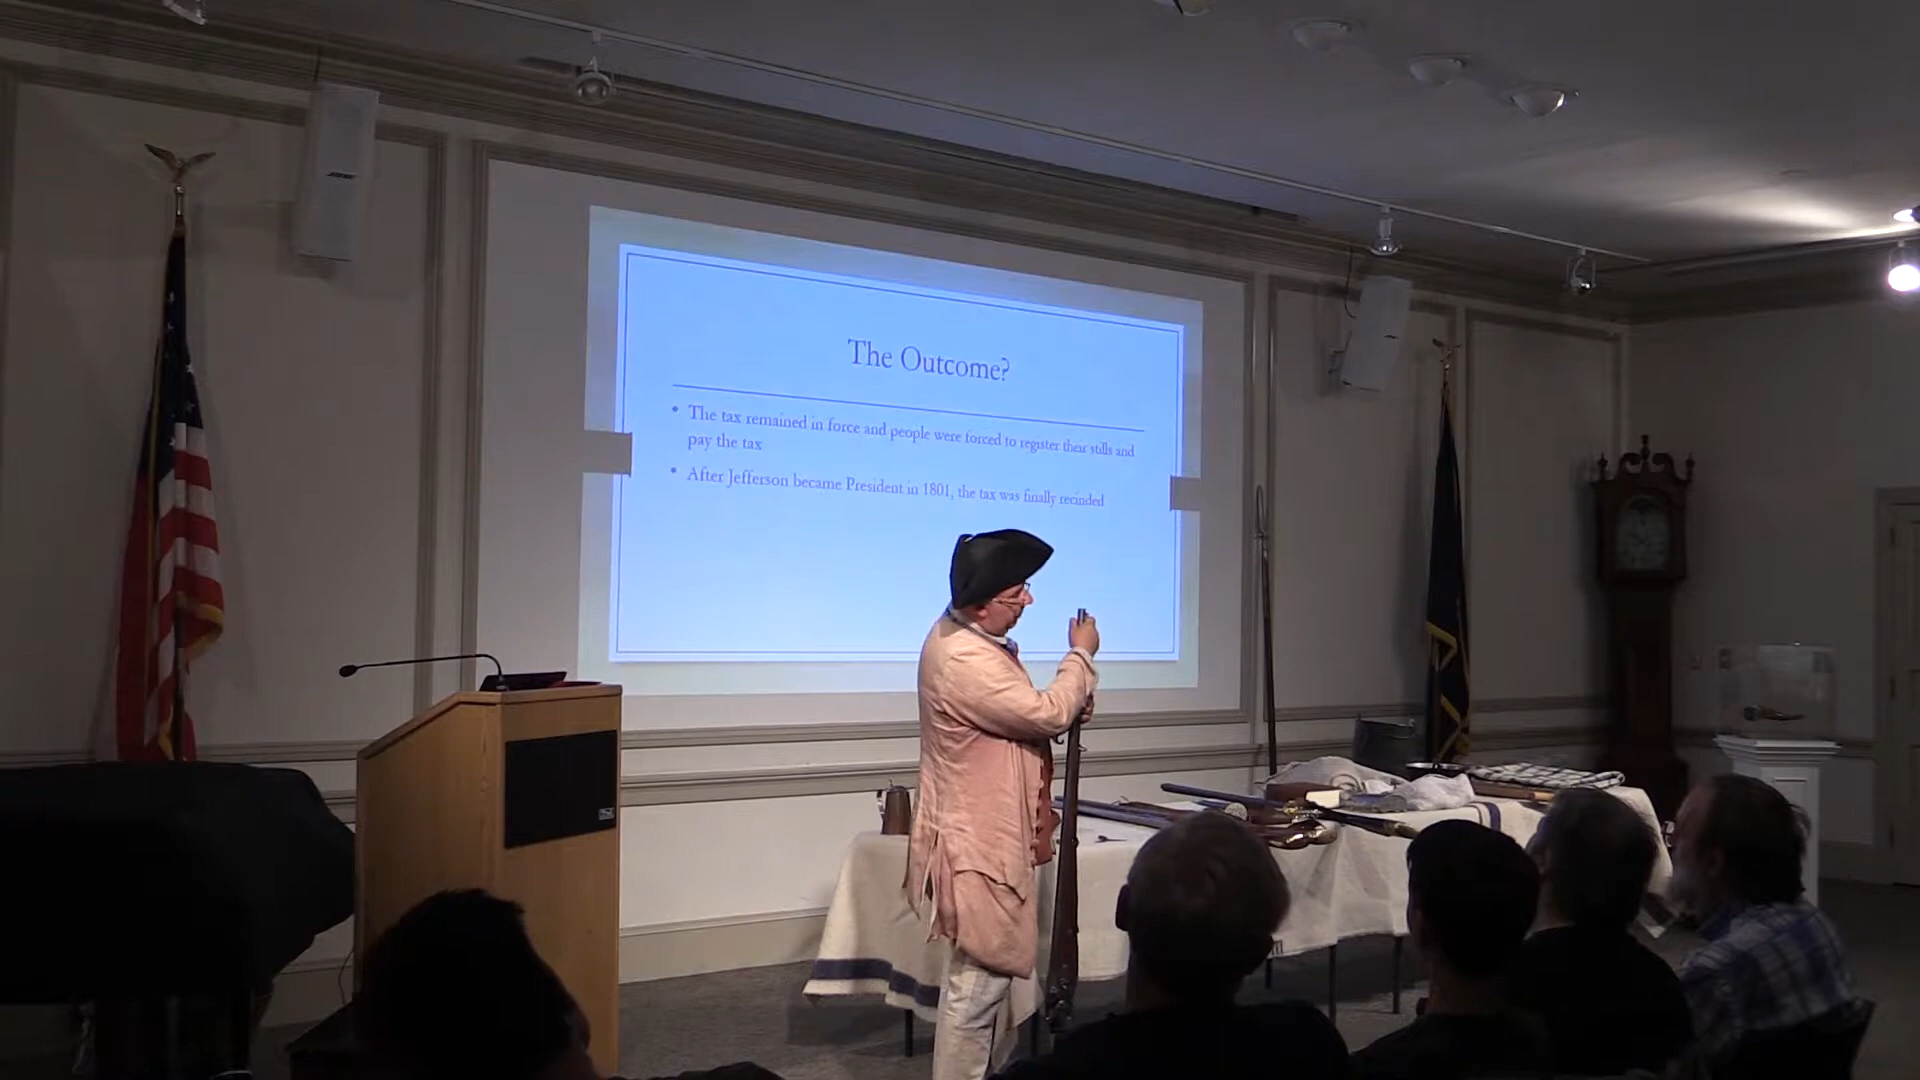 The Outcome?
• The tax remained in force and people were forced to register their stills and
pay the tax
• After Jefferson became President in 1801, the tax was finally recinded
BOSE